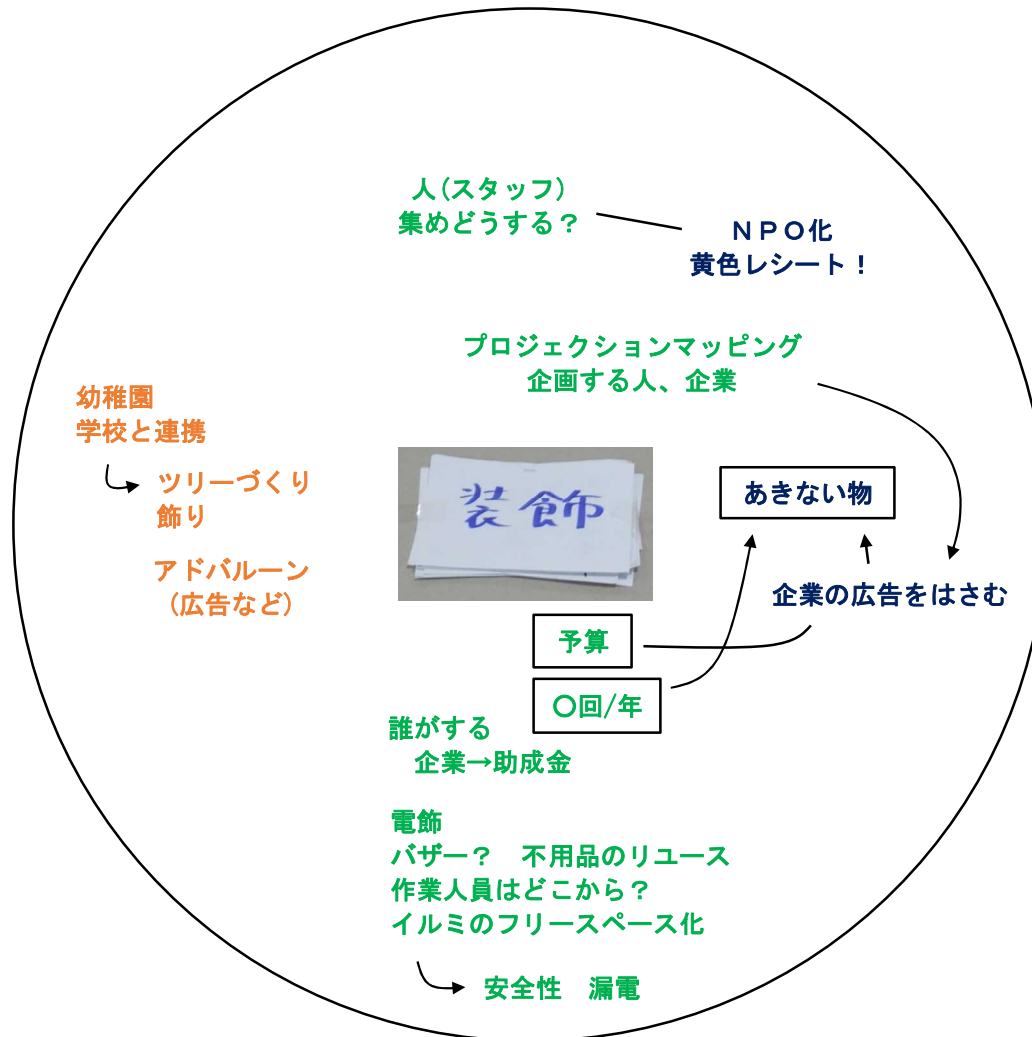 人(スタッフ)
集めどうする？
ＮＰＯ化
黄色レシート！
プロジェクションマッピング
企画する人、企業
幼稚園
学校と連携
ツリーづくり
飾り
アドバルーン
(広告など)
装飾
あきない物
企業の広告をはさむ
予算
〇回/年
誰がする
企業→助成金
電飾
バザー？　不用品のリユース
作業人員はどこから？
イルミのフリースペース化
安全性　漏電